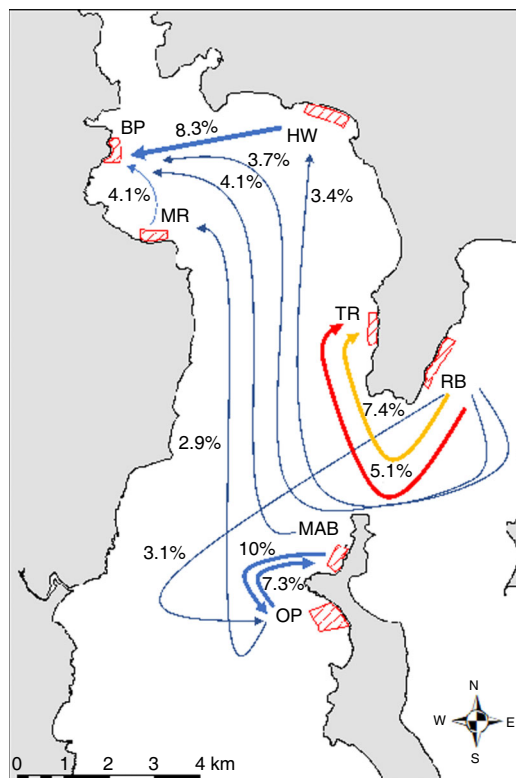 BP
8.3%
HW
3.7%
4.1%
3.4%
4.1%
MR
TR
RB
7.4%
2.9%
5.1%
MAB
3.1%
10%
7.3%
OP
N
W
E
S
0 1 2 4 km